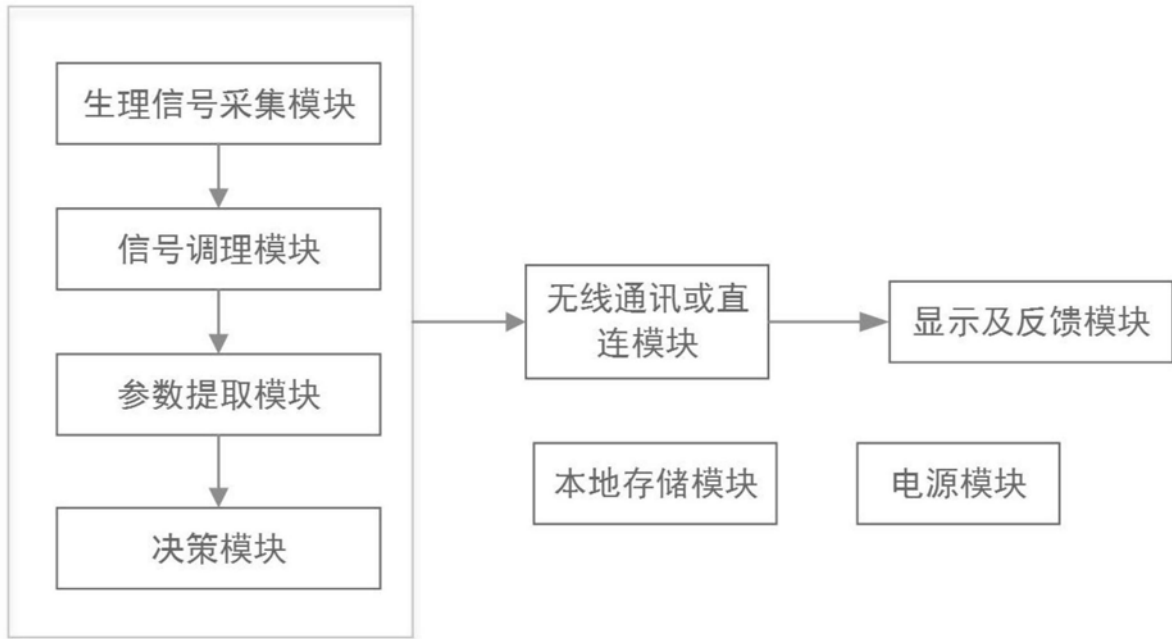 生理信号采集模块
信号调理模块
参数提取模块
决策模块
无线通讯或直
连模块
显示及反馈模块
本地存储模块
电源模块